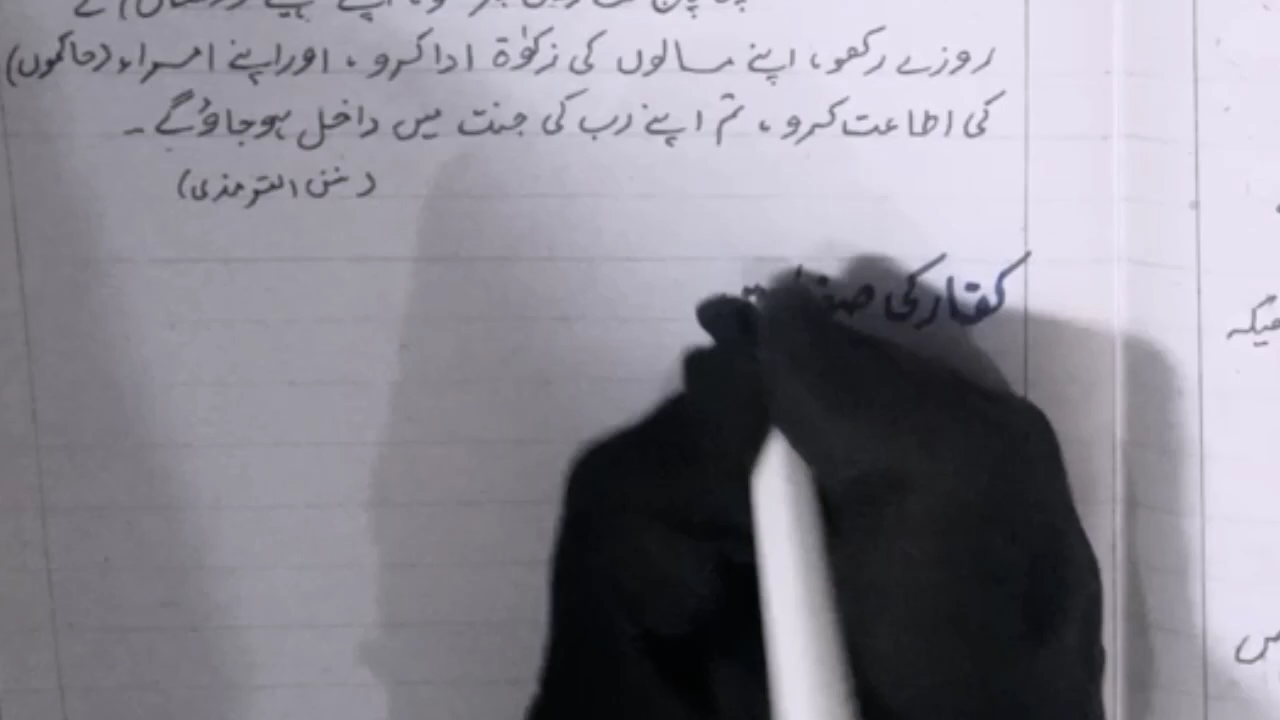 روزے رکھو، اپنے مالوں کی زکوٰۃ ادا کرو، اور اپنے امراء (حاکموں)
کی اطاعت کرو، تم اپنے رب کی جنت میں داخل ہو جاؤ گے۔
(سنن الترمذی)
کفار کی